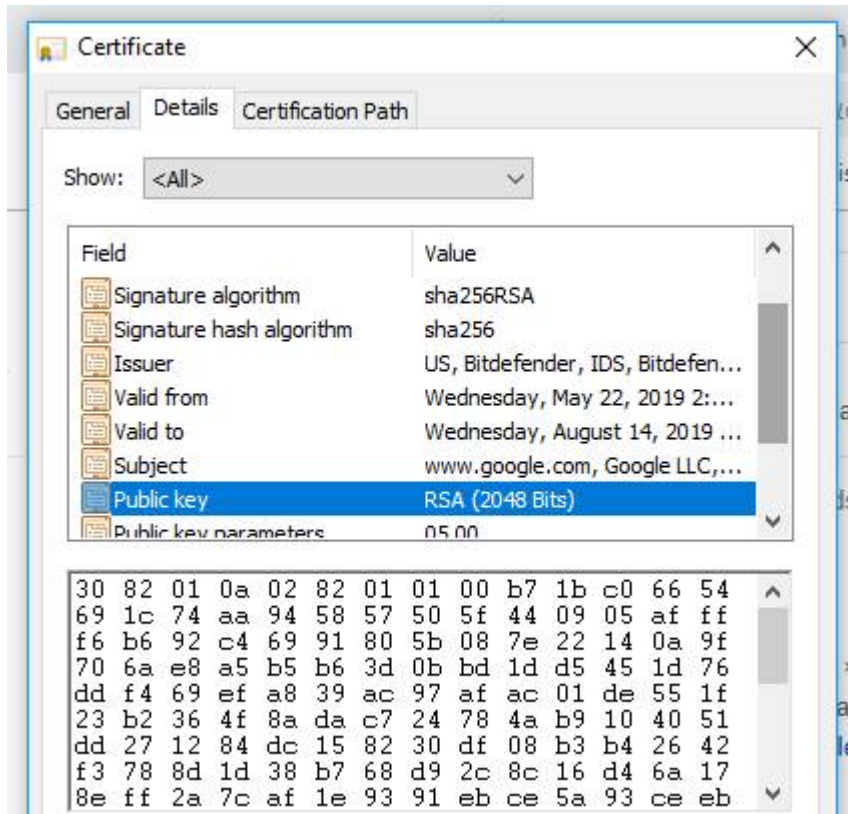 Certificate
General Details Certification Path
Show: <All>
Field Value
Signature algorithm sha256RSA
Signature hash algorithm sha256
Issuer US, Bitdefender, IDS, Bitdefen...
Valid from Wednesday, May 22, 2019 2:...
Valid to Wednesday, August 14, 2019 ...
Subject www.google.com, Google LLC,...
Public key RSA (2048 Bits)
Public key parameters 05 00
30 82 01 0a 02 82 01 01 00 b7 1b c0 66 54
69 1c 74 aa 94 58 57 50 5f 44 09 05 af ff
f6 b6 92 c4 69 91 80 5b 08 7e 22 14 0a 9f
70 6a e8 a5 b5 b6 3d 0b bd 1d d5 45 1d 76
dd f4 69 ef a8 39 ac 97 af ac 01 de 55 1f
23 b2 36 4f 8a da c7 24 78 4a b9 10 40 51
dd 27 12 84 dc 15 82 30 df 08 b3 b4 26 42
f3 78 8d 1d 38 b7 68 d9 2c 8c 16 d4 6a 17
8e ff 2a 7c af 1e 93 91 eb ce 5a 93 ce eb